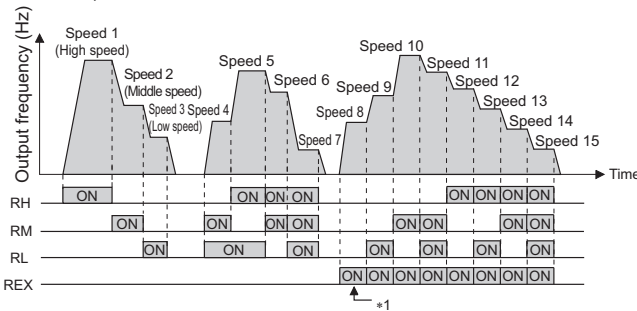 Output frequency (Hz)
Speed 1
(High speed)
Speed 2
(Middle speed)
Speed 3
(Low speed)
Speed 4
Speed 5
Speed 6
Speed 7
Speed 8
Speed 9
Speed 10
Speed 11
Speed 12
Speed 13
Speed 14
Speed 15
Time
RH ON ON ON ON ON ON ON ON
RM ON ON ON ON ON ON ON ON
RL ON ON ON ON ON ON ON
REX ON ON ON ON ON ON ON ON
*1